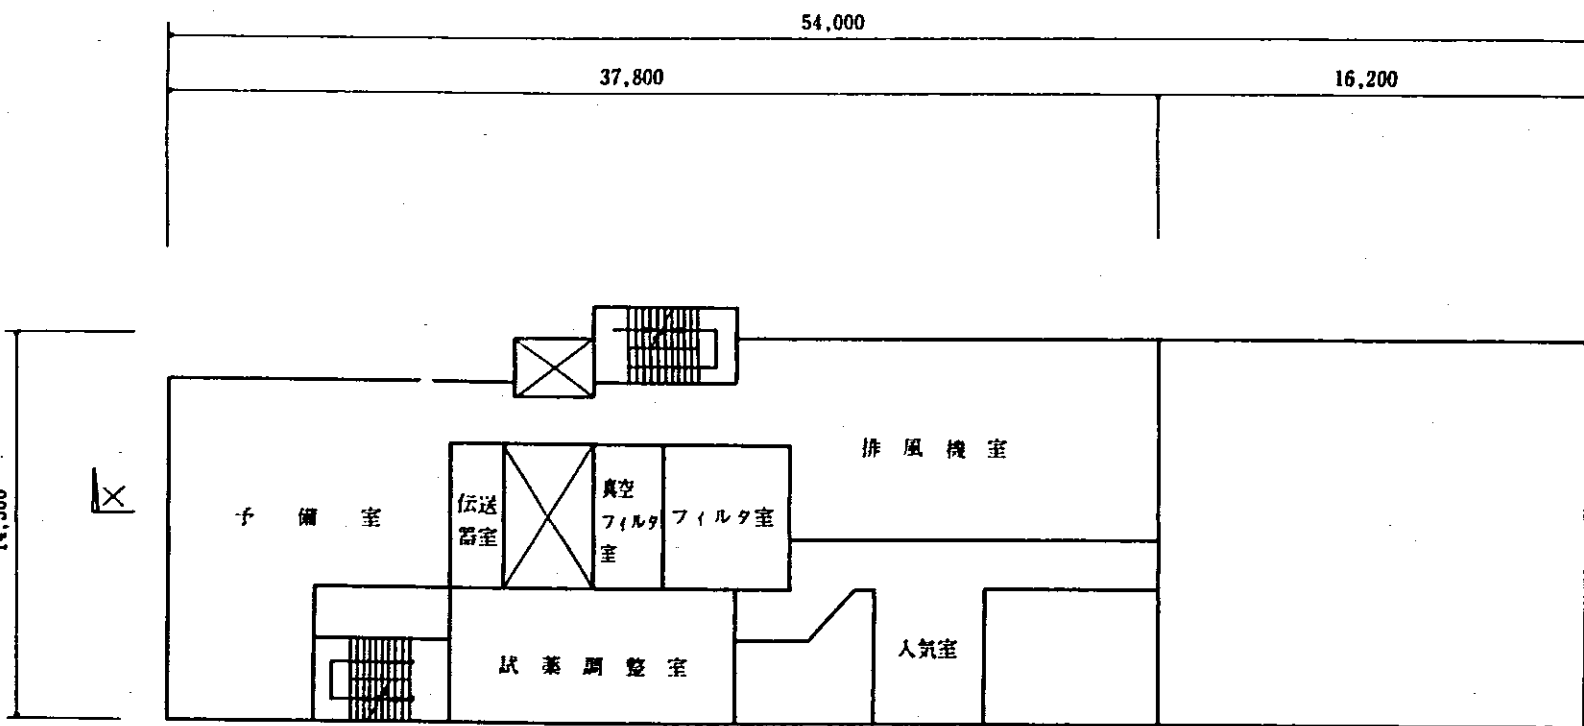 54,000
37,800
16,200
排風機室
予備室
伝送
器室
真空
フィルタ
室
フィルタ室
試薬調整室
入気室